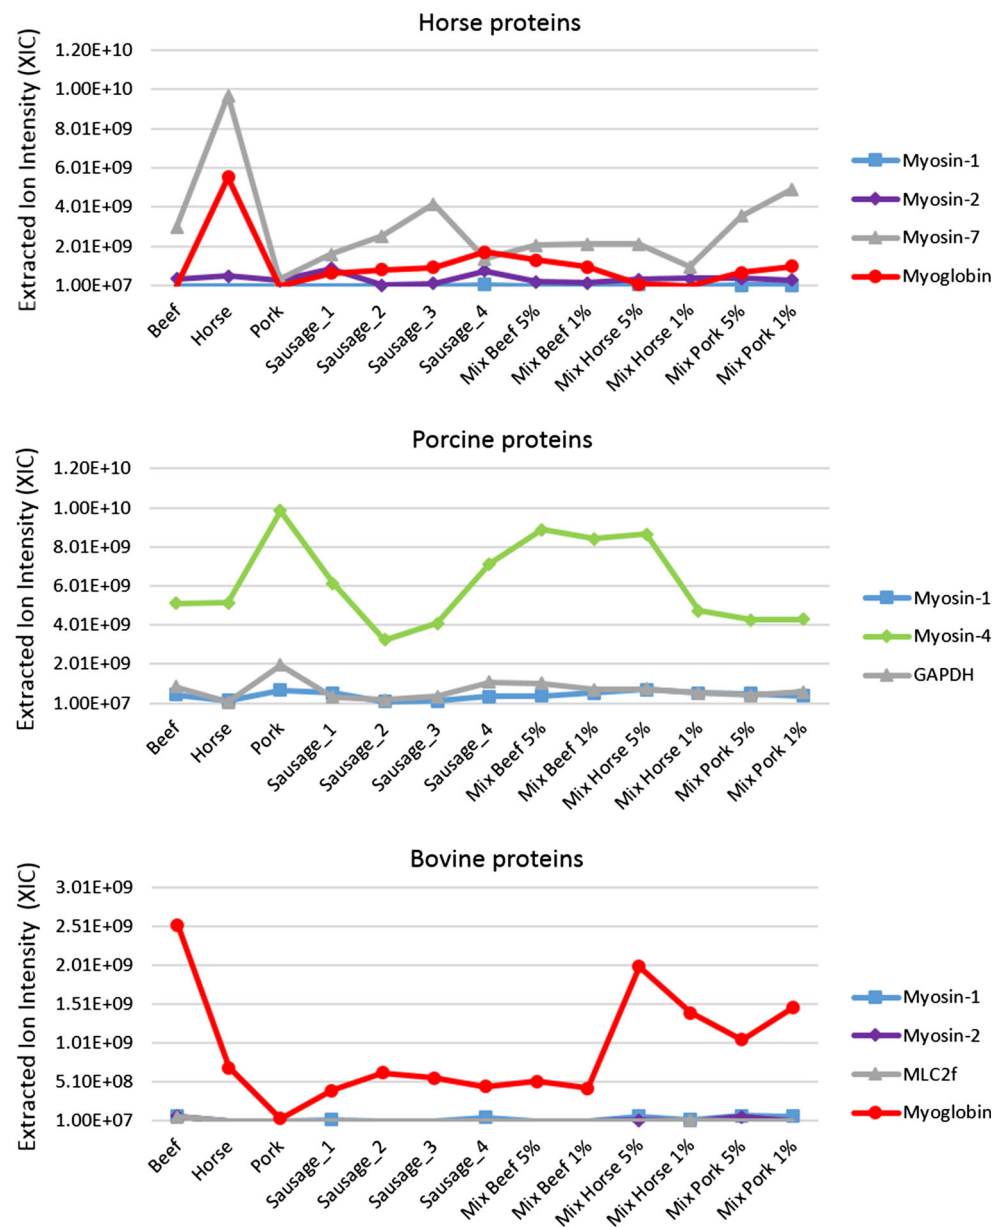 Horse proteins
Extracted Ion Intensity (XIC)
1.20E+10
1.00E+10
8.01E+09
6.01E+09
4.01E+09
2.01E+09
1.00E+07
Beef
Horse
Pork
Sausage_1
Sausage_2
Sausage_3
Sausage_4
Mix Beef 5%
Mix Beef 1%
Mix Horse 5%
Mix Horse 1%
Mix Pork 5%
Mix Pork 1%
Myosin-1
Myosin-2
Myosin-7
Myoglobin
Porcine proteins
Extracted Ion Intensity (XIC)
1.20E+10
1.00E+10
8.01E+09
6.01E+09
4.01E+09
2.01E+09
1.00E+07
Beef
Horse
Pork
Sausage_1
Sausage_2
Sausage_3
Sausage_4
Mix Beef 5%
Mix Beef 1%
Mix Horse 5%
Mix Horse 1%
Mix Pork 5%
Mix Pork 1%
Myosin-1
Myosin-4
GAPDH
Bovine proteins
Extracted Ion Intensity (XIC)
3.01E+09
2.51E+09
2.01E+09
1.51E+09
1.01E+09
5.10E+08
1.00E+07
Beef
Horse
Pork
Sausage_1
Sausage_2
Sausage_3
Sausage_4
Mix Beef 5%
Mix Beef 1%
Mix Horse 5%
Mix Horse 1%
Mix Pork 5%
Mix Pork 1%
Myosin-1
Myosin-2
MLC2f
Myoglobin